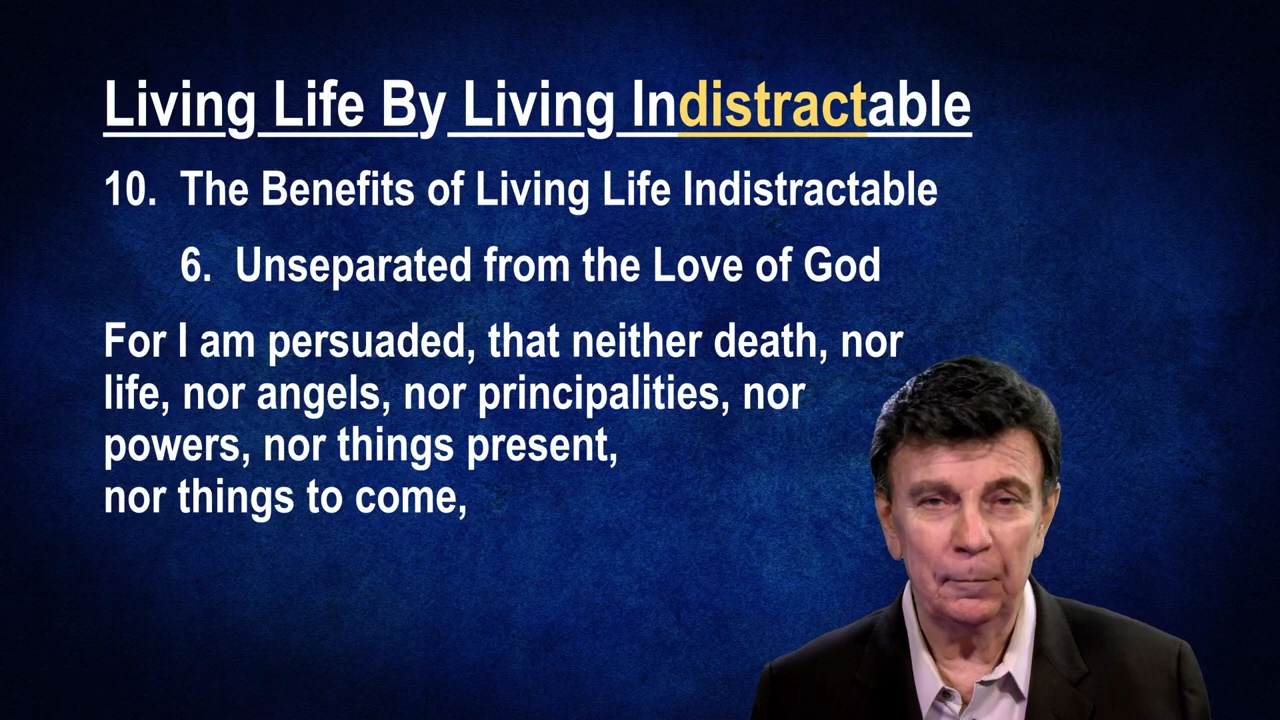 Living Life By Living Indistractable
10. The Benefits of Living Life Indistractable
6. Unseparated from the Love of God
For I am persuaded, that neither death, nor
life, nor angels, nor principalities, nor
powers, nor things present,
nor things to come,